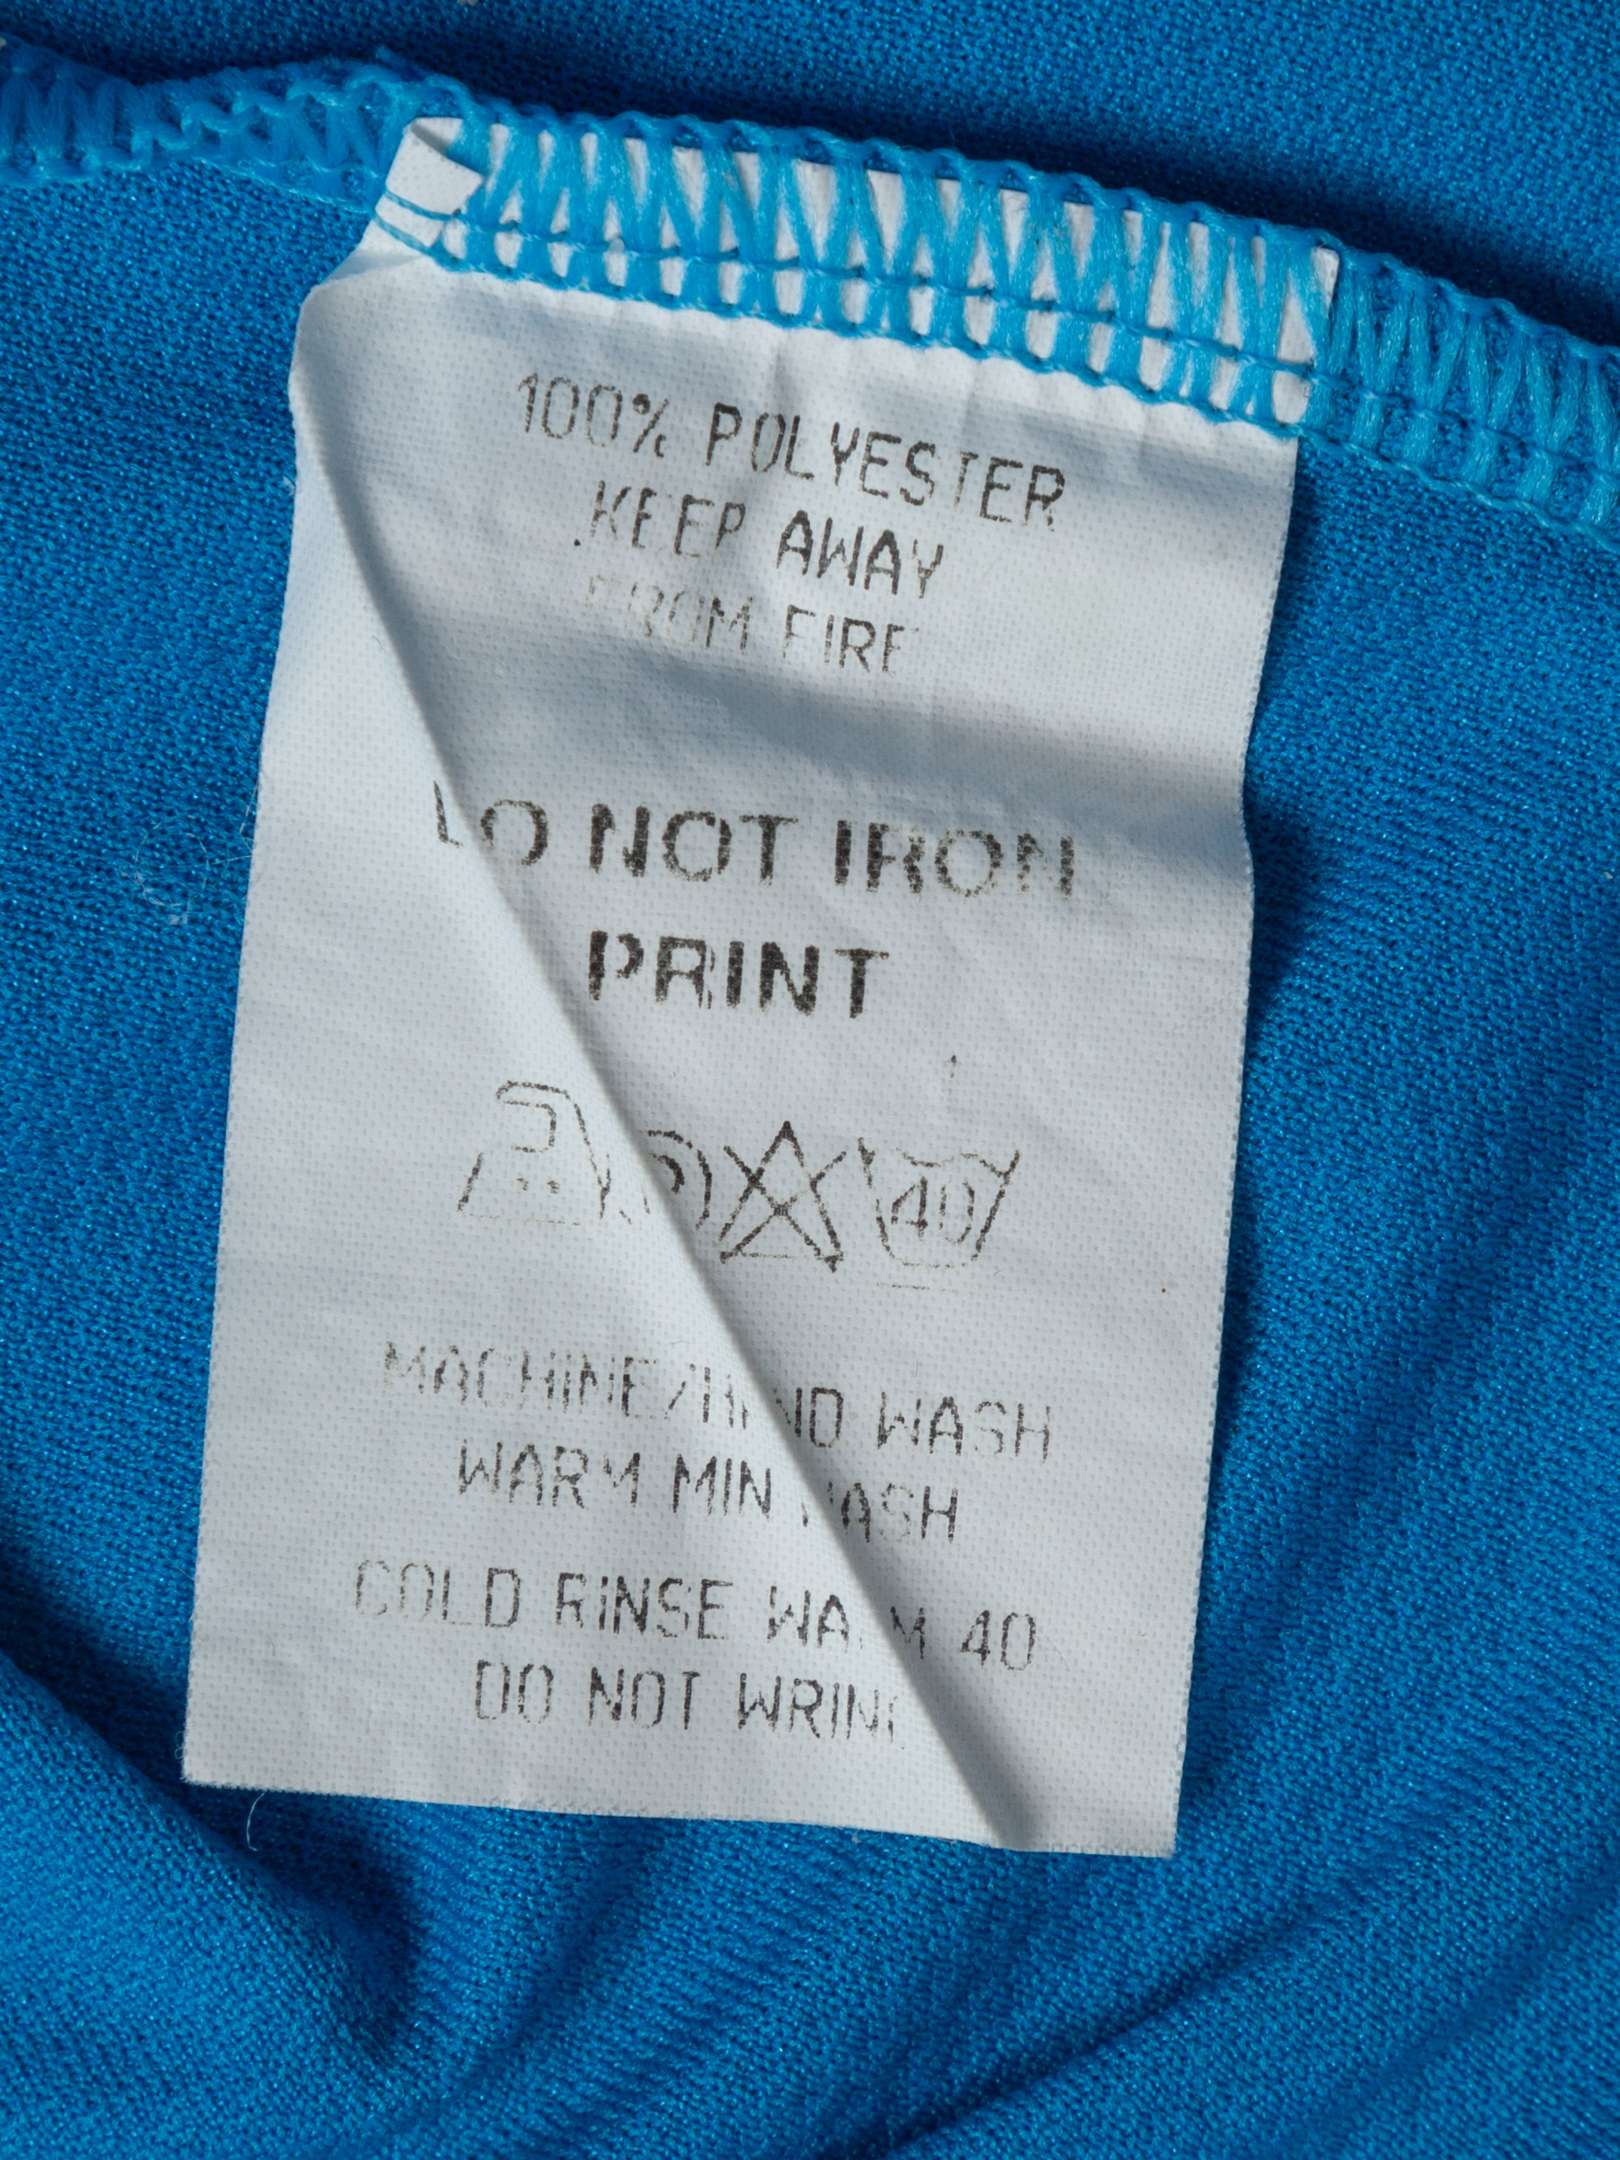 100% POLYESTER
KEEP AWAY
FROM FIRE
DO NOT IRON
PRINT
P 40
MACHINE/HAND WASH
WARM MIN WASH
COLD RINSE WARM 40
DO NOT WRING